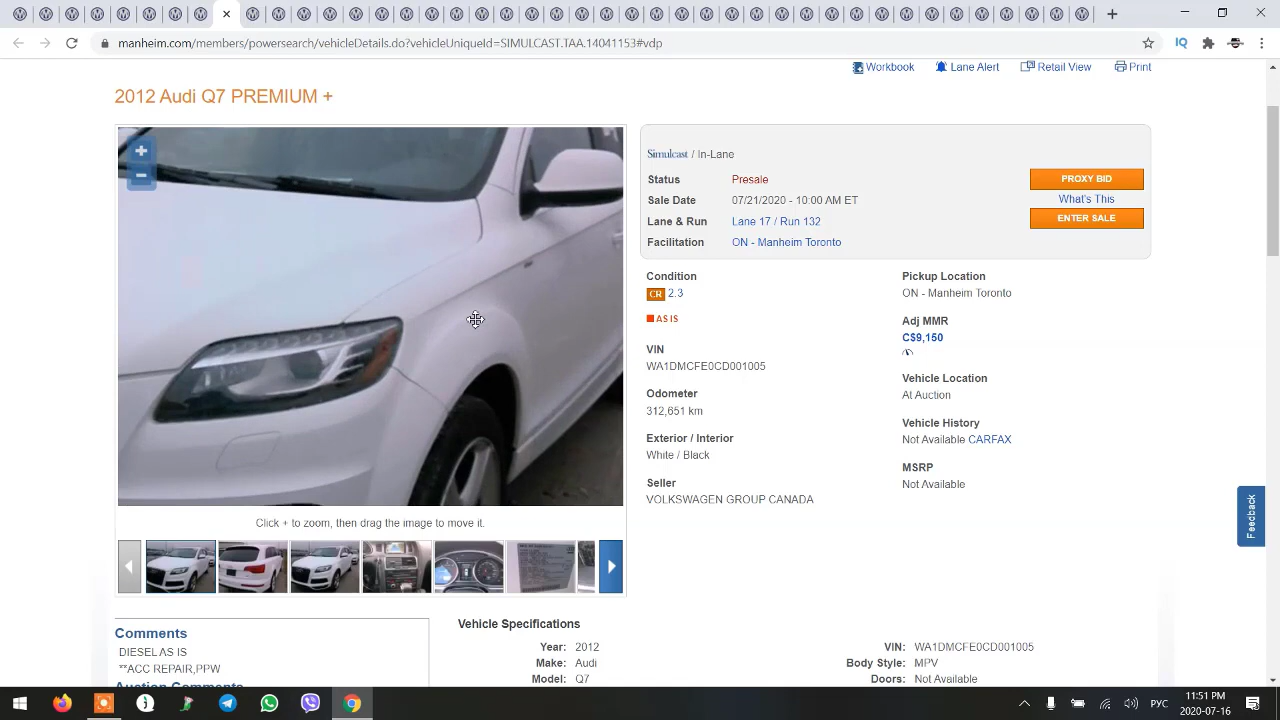 manheim.com/members/powersearch/vehicleDetails.do?vehicleUniqueId=SIMULCAST.TAA.14041153#vdp
Workbook Lane Alert Retail View Print
2012 Audi Q7 PREMIUM +
Simulcast / In-Lane
Status Presale
PROXY BID
Sale Date 07/21/2020 - 10:00 AM ET
What's This
Lane & Run Lane 17 / Run 132
ENTER SALE
Facilitation ON - Manheim Toronto
Condition
CR 2.3
AS IS
VIN
WA1DMCFE0CD001005
Odometer
312,651 km
Exterior / Interior
White / Black
Seller
VOLKSWAGEN GROUP CANADA
Pickup Location
ON - Manheim Toronto
Adj MMR
C$9,150
Vehicle Location
At Auction
Vehicle History
Not Available CARFAX
MSRP
Not Available
Feedback
Click + to zoom, then drag the image to move it.
Comments
DIESEL AS IS
**ACC REPAIR,PPW
Auction Comments
Vehicle Specifications
Year: 2012
Make: Audi
Model: Q7
VIN: WA1DMCFE0CD001005
Body Style: MPV
Doors: Not Available
РУС
11:51 PM
2020-07-16